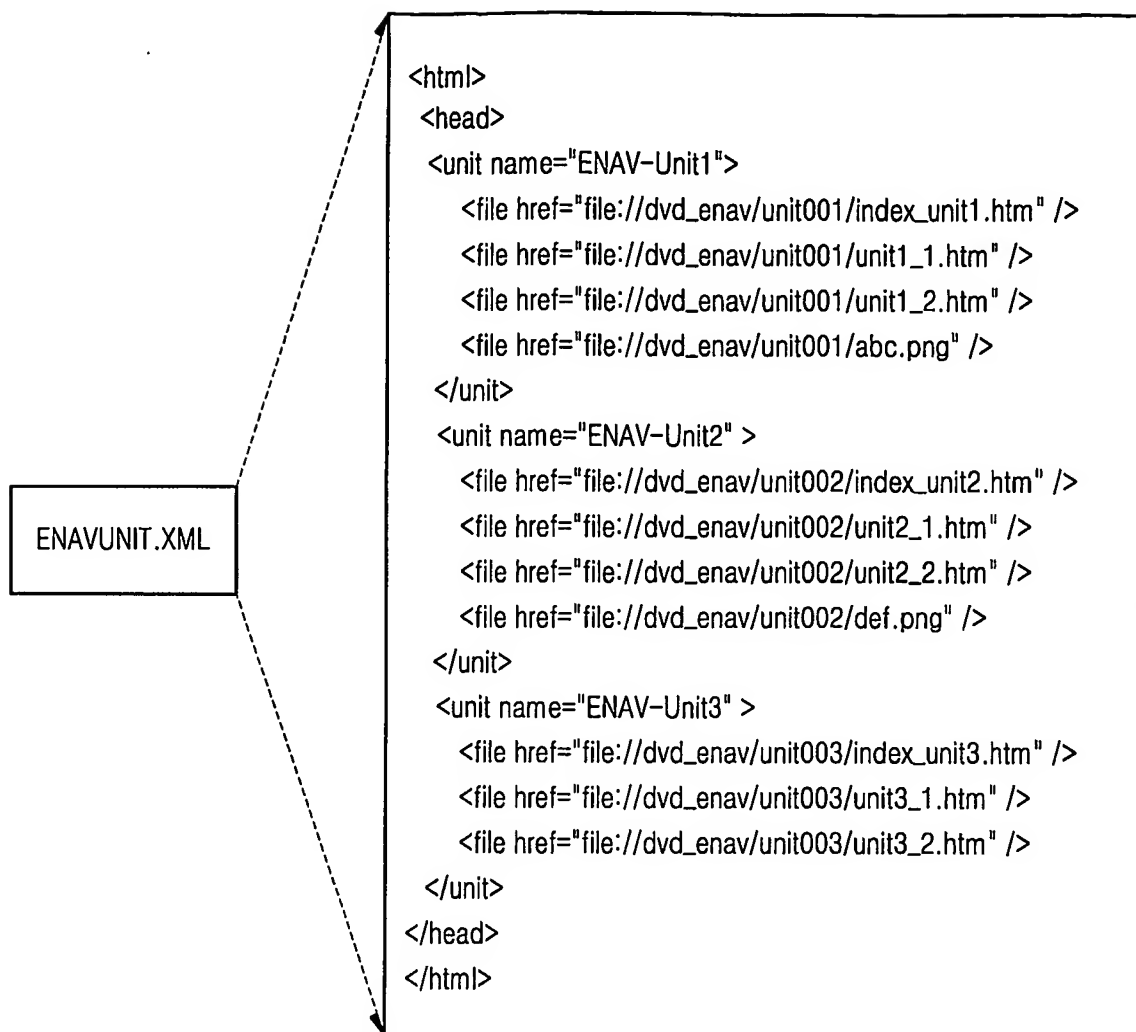 <html>
<head>
<unit name="ENAV-Unit1">
<file href="file://dvd_enav/unit001/index_unit1.htm" />
<file href="file://dvd_enav/unit001/unit1_1.htm" />
<file href="file://dvd_enav/unit001/unit1_2.htm" />
<file href="file://dvd_enav/unit001/abc.png" />
</unit>
<unit name="ENAV-Unit2" >
<file href="file://dvd_enav/unit002/index_unit2.htm" />
<file href="file://dvd_enav/unit002/unit2_1.htm" />
<file href="file://dvd_enav/unit002/unit2_2.htm" />
<file href="file://dvd_enav/unit002/def.png" />
</unit>
<unit name="ENAV-Unit3" >
<file href="file://dvd_enav/unit003/index_unit3.htm" />
<file href="file://dvd_enav/unit003/unit3_1.htm" />
<file href="file://dvd_enav/unit003/unit3_2.htm" />
</unit>
</head>
</html>
ENAVUNIT.XML